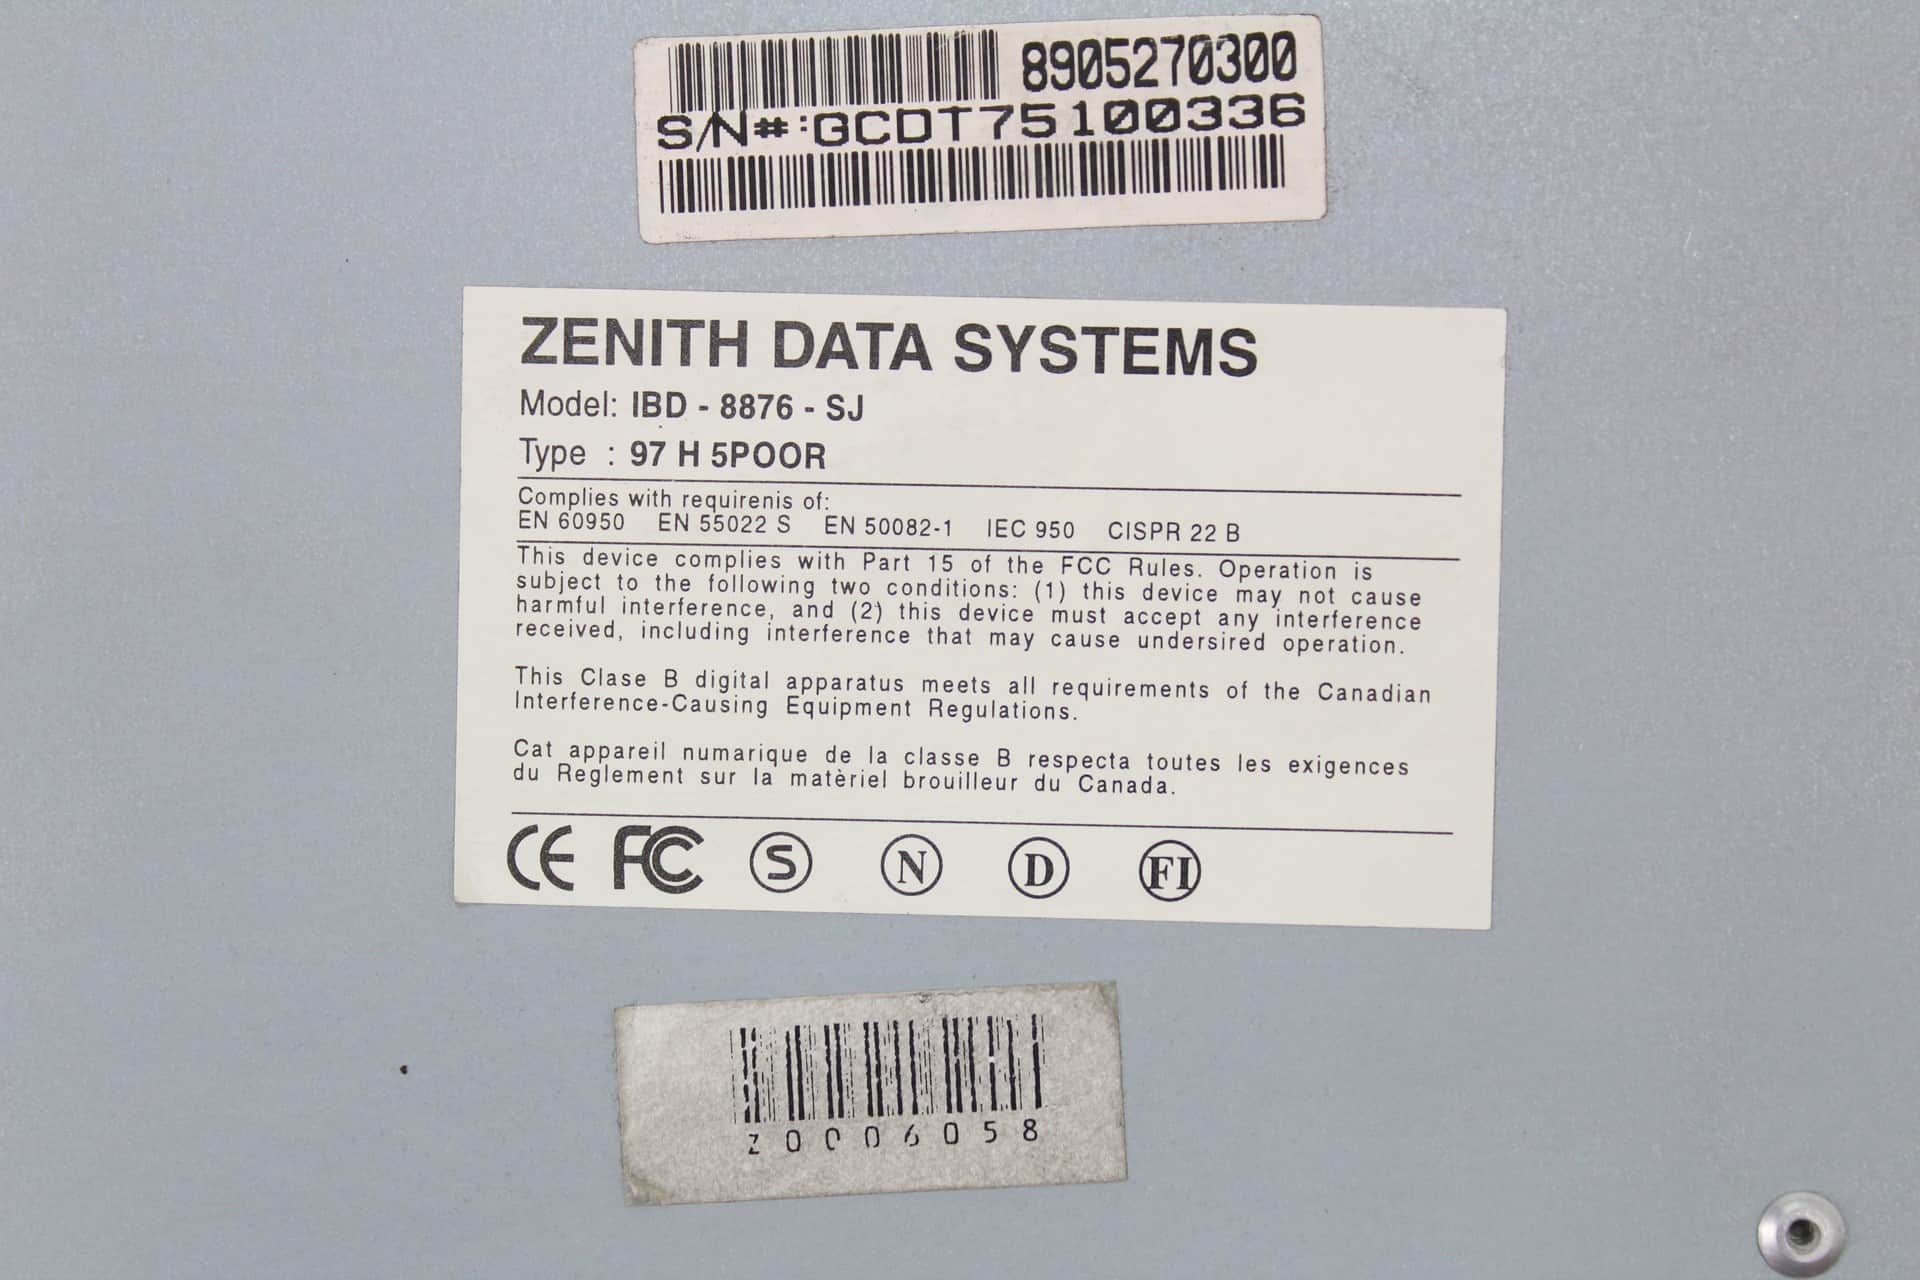 8905270300
S/N#:GCDT75100336
ZENITH DATA SYSTEMS
Model: IBD - 8876 - SJ
Type : 97 H 5POOR
Complies with requirenis of:
EN 60950 EN 55022 S EN 50082-1 IEC 950 CISPR 22 B
This device complies with Part 15 of the FCC Rules. Operation is
subject to the following two conditions: (1) this device may not cause
harmful interference, and (2) this device must accept any interference
received, including interference that may cause undersired operation.
This Clase B digital apparatus meets all requirements of the Canadian
Interference-Causing Equipment Regulations.
Cat appareil numarique de la classe B respecta toutes les exigences
du Reglement sur la matèriel brouilleur du Canada.
CE FC S N D FI
Z0006058